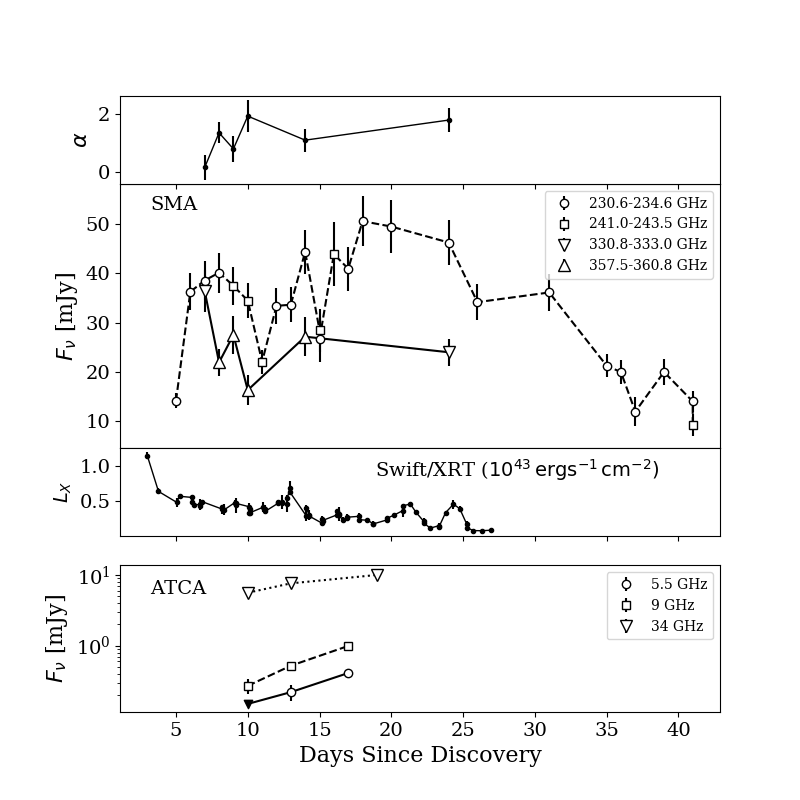 2
0
α
SMA
230.6-234.6 GHz
241.0-243.5 GHz
330.8-333.0 GHz
357.5-360.8 GHz
50
40
30
20
10
Fν [mJy]
Swift/XRT (10^43 ergs^−1 cm^−2)
1.0
0.5
L_X
ATCA
5.5 GHz
9 GHz
34 GHz
10^1
10^0
Fν [mJy]
5 10 15 20 25 30 35 40
Days Since Discovery